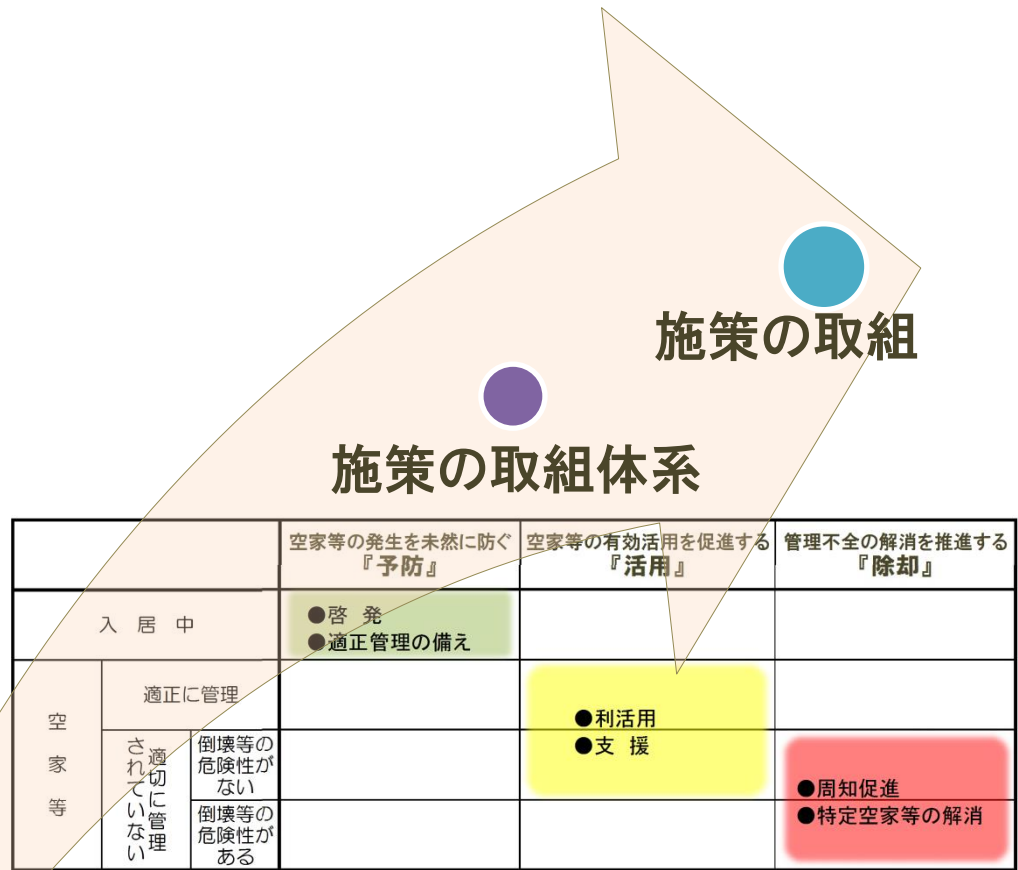 施策の取組
施策の取組体系
空家等の発生を未然に防ぐ
『予防』
空家等の有効活用を促進する
『活用』
管理不全の解消を推進する
『除却』
入 居 中
●啓 発
●適正管理の備え
空家等
適正に管理
●利活用
●支 援
適切に管理
されていない
倒壊等の
危険性が
ない
●周知促進
●特定空家等の解消
倒壊等の
危険性が
ある